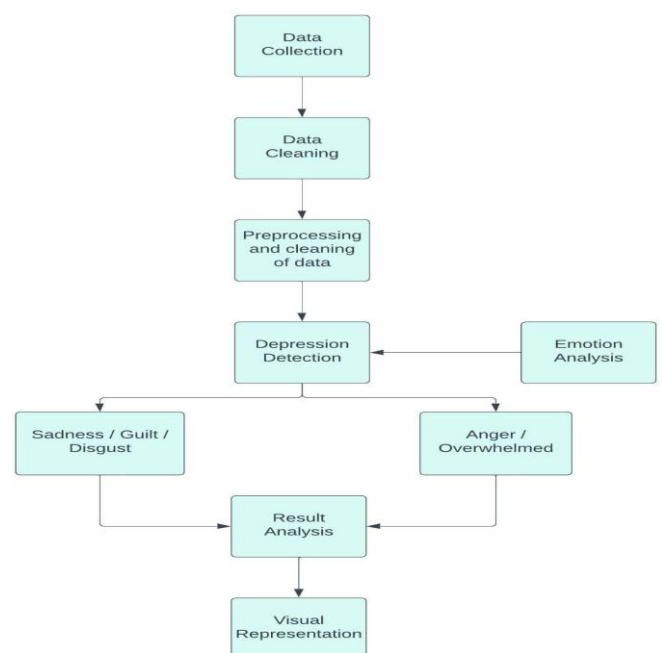 Data
Collection
Data
Cleaning
Preprocessing
and cleaning
of data
Depression
Detection
Emotion
Analysis
Sadness / Guilt /
Disgust
Anger /
Overwhelmed
Result
Analysis
Visual
Representation